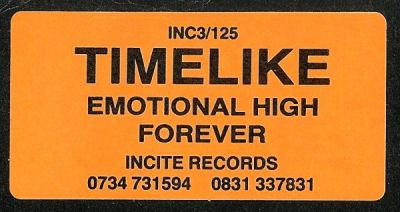 INC3/125
TIMELIKE
EMOTIONAL HIGH
FOREVER
INCITE RECORDS
0734 731594 0831 337831